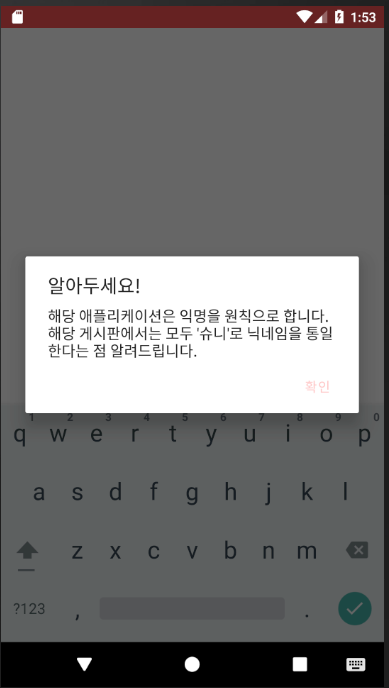 1:53
알아두세요!
해당 애플리케이션은 익명을 원칙으로 합니다.
해당 게시판에서는 모두 '슈니'로 닉네임을 통일
한다는 점 알려드립니다.
확인
1 2 3 4 5 6 7 8 9 0
q w e r t y u i o p
a s d f g h j k l
z x c v b n m
?123 , .